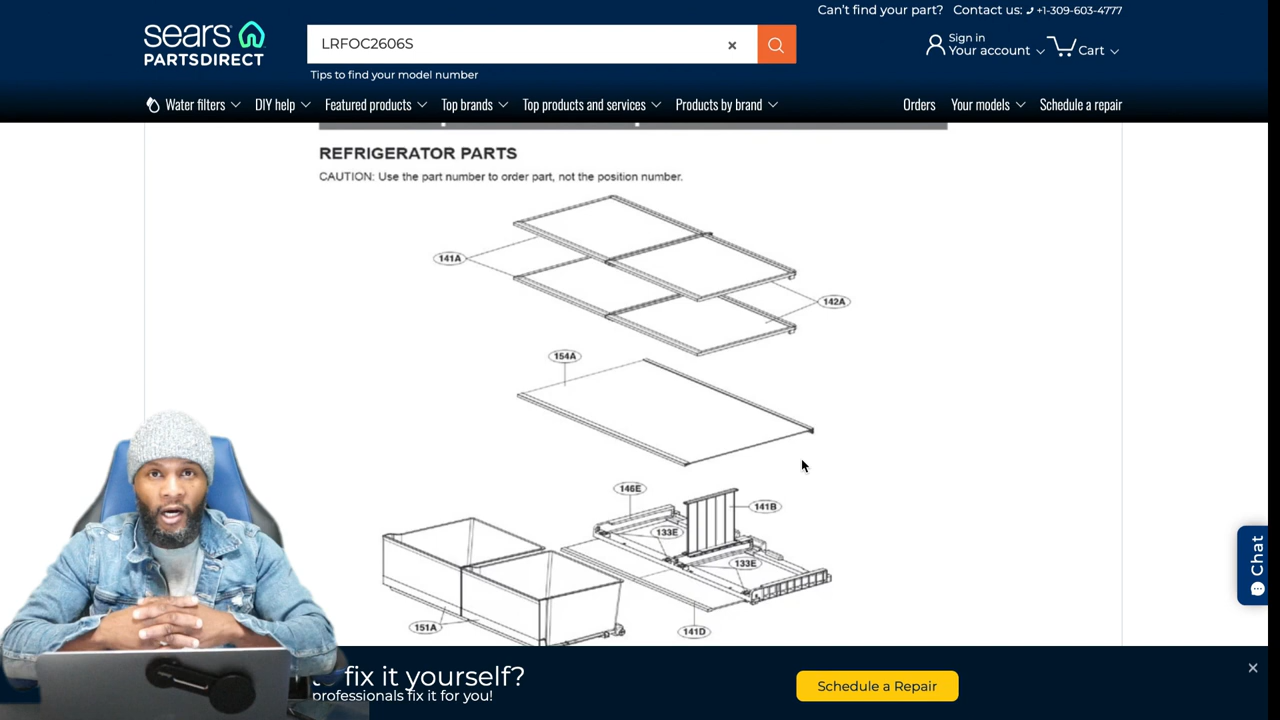 Can't find your part? Contact us: +1-309-603-4777
sears
PARTSDIRECT
LRFOC2606S
Tips to find your model number
Sign in
Your account
Cart
Water filters
DIY help
Featured products
Top brands
Top products and services
Products by brand
Orders
Your models
Schedule a repair
REFRIGERATOR PARTS
CAUTION: Use the part number to order part, not the position number.
141A
142A
154A
146E
141B
133E
133E
151A
141D
Chat
to fix it yourself?
professionals fix it for you!
Schedule a Repair